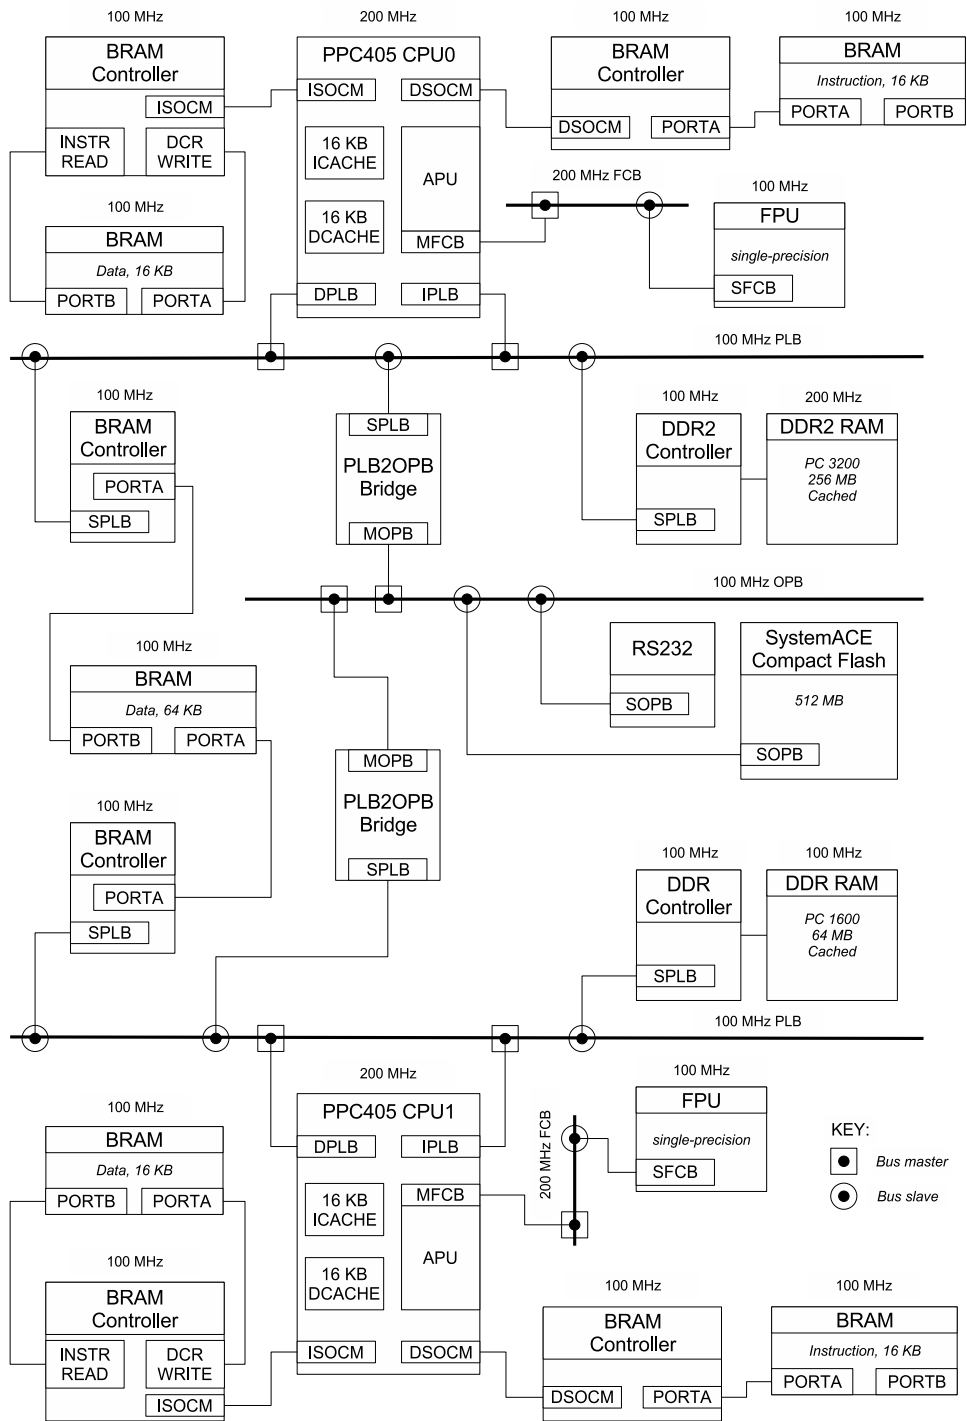 100 MHz
200 MHz
100 MHz
100 MHz
BRAM
Controller
ISOCM
INSTR
READ
DCR
WRITE
PPC405 CPU0
ISOCM
DSOCM
16 KB
ICACHE
16 KB
DCACHE
APU
MFCB
DPLB
IPLB
BRAM
Controller
DSOCM
PORTA
BRAM
Instruction, 16 KB
PORTA
PORTB
100 MHz
BRAM
Data, 16 KB
PORTB
PORTA
200 MHz FCB
100 MHz
FPU
single-precision
SFCB
100 MHz PLB
100 MHz
BRAM
Controller
PORTA
SPLB
SPLB
PLB2OPB
Bridge
MOPB
100 MHz
DDR2
Controller
SPLB
200 MHz
DDR2 RAM
PC 3200
256 MB
Cached
100 MHz OPB
100 MHz
BRAM
Data, 64 KB
PORTB
PORTA
RS232
SOPB
SystemACE
Compact Flash
512 MB
SOPB
MOPB
PLB2OPB
Bridge
SPLB
100 MHz
BRAM
Controller
PORTA
SPLB
100 MHz
DDR
Controller
SPLB
100 MHz
DDR RAM
PC 1600
64 MB
Cached
100 MHz PLB
200 MHz
PPC405 CPU1
DPLB
IPLB
MFCB
16 KB
ICACHE
APU
16 KB
DCACHE
ISOCM
DSOCM
100 MHz
BRAM
Data, 16 KB
PORTB
PORTA
100 MHz
BRAM
Controller
INSTR
READ
DCR
WRITE
ISOCM
200 MHz FCB
100 MHz
FPU
single-precision
SFCB
KEY:
Bus master
Bus slave
100 MHz
BRAM
Controller
DSOCM
PORTA
100 MHz
BRAM
Instruction, 16 KB
PORTA
PORTB